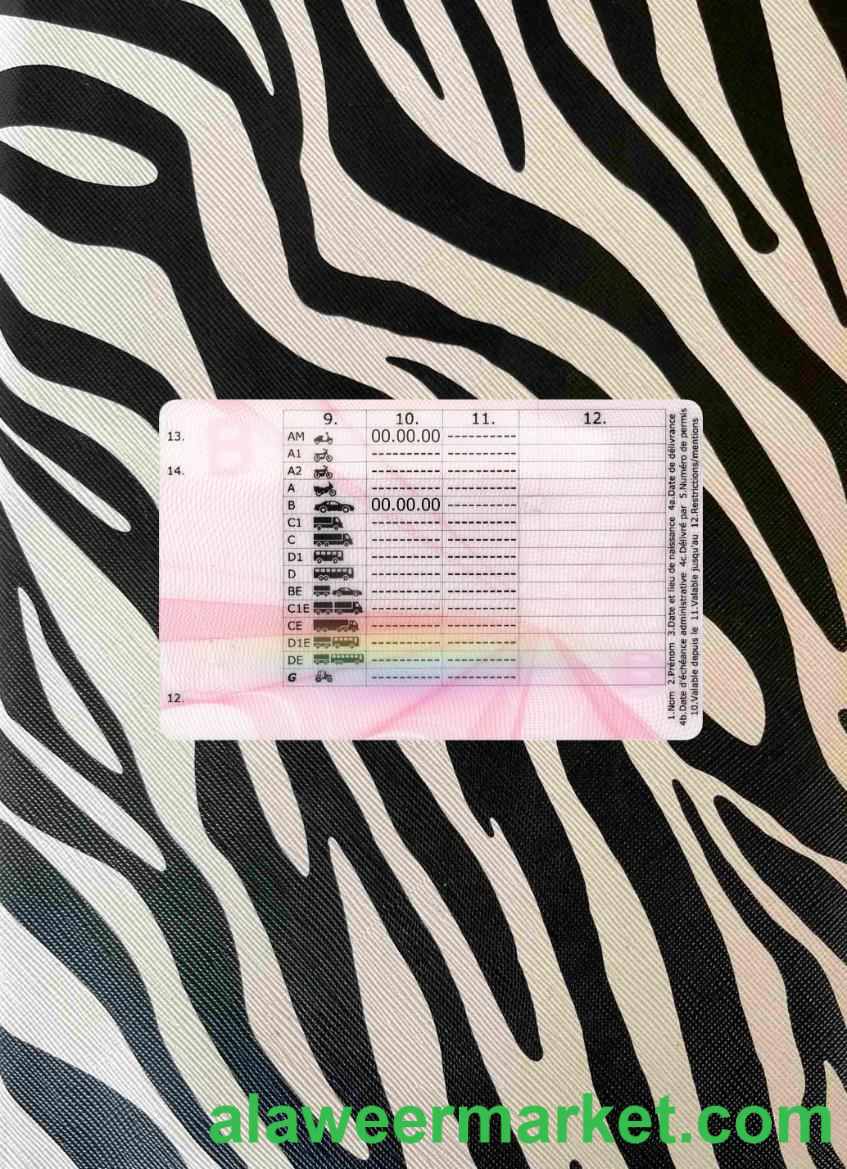 9. 10. 11. 12.
13.
AM 00.00.00 ----------
A1 ---------- ----------
14.
A2 ---------- ----------
A ---------- ----------
B 00.00.00 ----------
C1 ---------- ----------
C ---------- ----------
D1 ---------- ----------
D ---------- ----------
BE ---------- ----------
C1E ---------- ----------
CE ---------- ----------
D1E ---------- ----------
DE ---------- ----------
G ---------- ----------
12.
1.Nom 2.Prénom 3.Date et lieu de naissance 4a.Date de délivrance
4b.Date d'échéance administrative 4c.Délivré par 5.Numéro de permis
10.Valable depuis le 11.Valable jusqu'au 12.Restrictions/mentions
alaweermarket.com